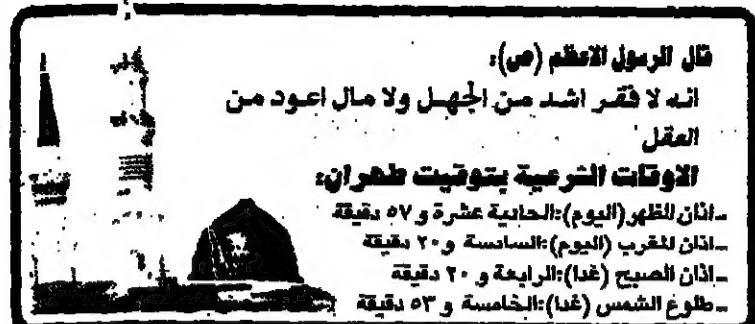 قال الرسول الاعظم (ص):
انه لا فقر اشد من الجهل ولا مال اعود من
العقل
الاوقات الشرعية بتوقيت طهران:
ـ اذان الظهر (اليوم): الحادية عشرة و ٥٧ دقيقة
ـ اذان المغرب (اليوم): السادسة و ٢٠ دقيقة
ـ اذان الصبح (غدا): الرابعة و ٢٠ دقيقة
ـ طلوع الشمس (غدا): الخامسة و ٥٣ دقيقة